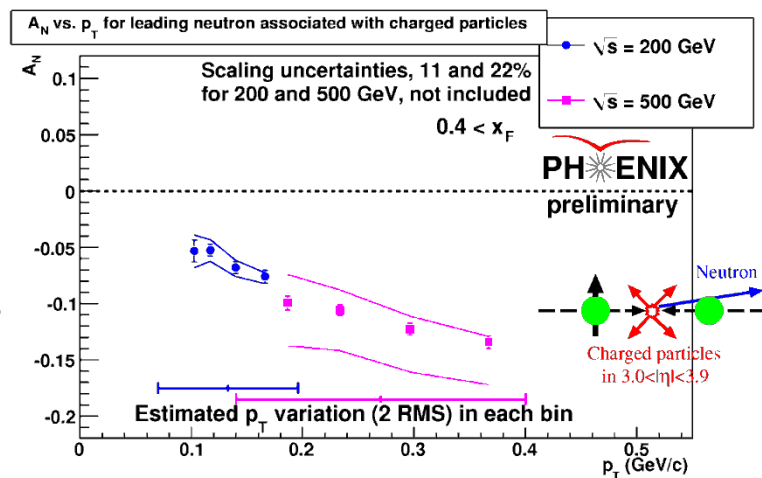 A_N vs. p_T for leading neutron associated with charged particles
√s = 200 GeV
√s = 500 GeV
Scaling uncertainties, 11 and 22%
for 200 and 500 GeV, not included
0.4 < x_F
PHENIX
preliminary
A_N
0.1
0.05
0
-0.05
-0.1
-0.15
-0.2
Neutron
Charged particles
in 3.0<|η|<3.9
Estimated p_T variation (2 RMS) in each bin
0 0.1 0.2 0.3 0.4 0.5
p_T (GeV/c)